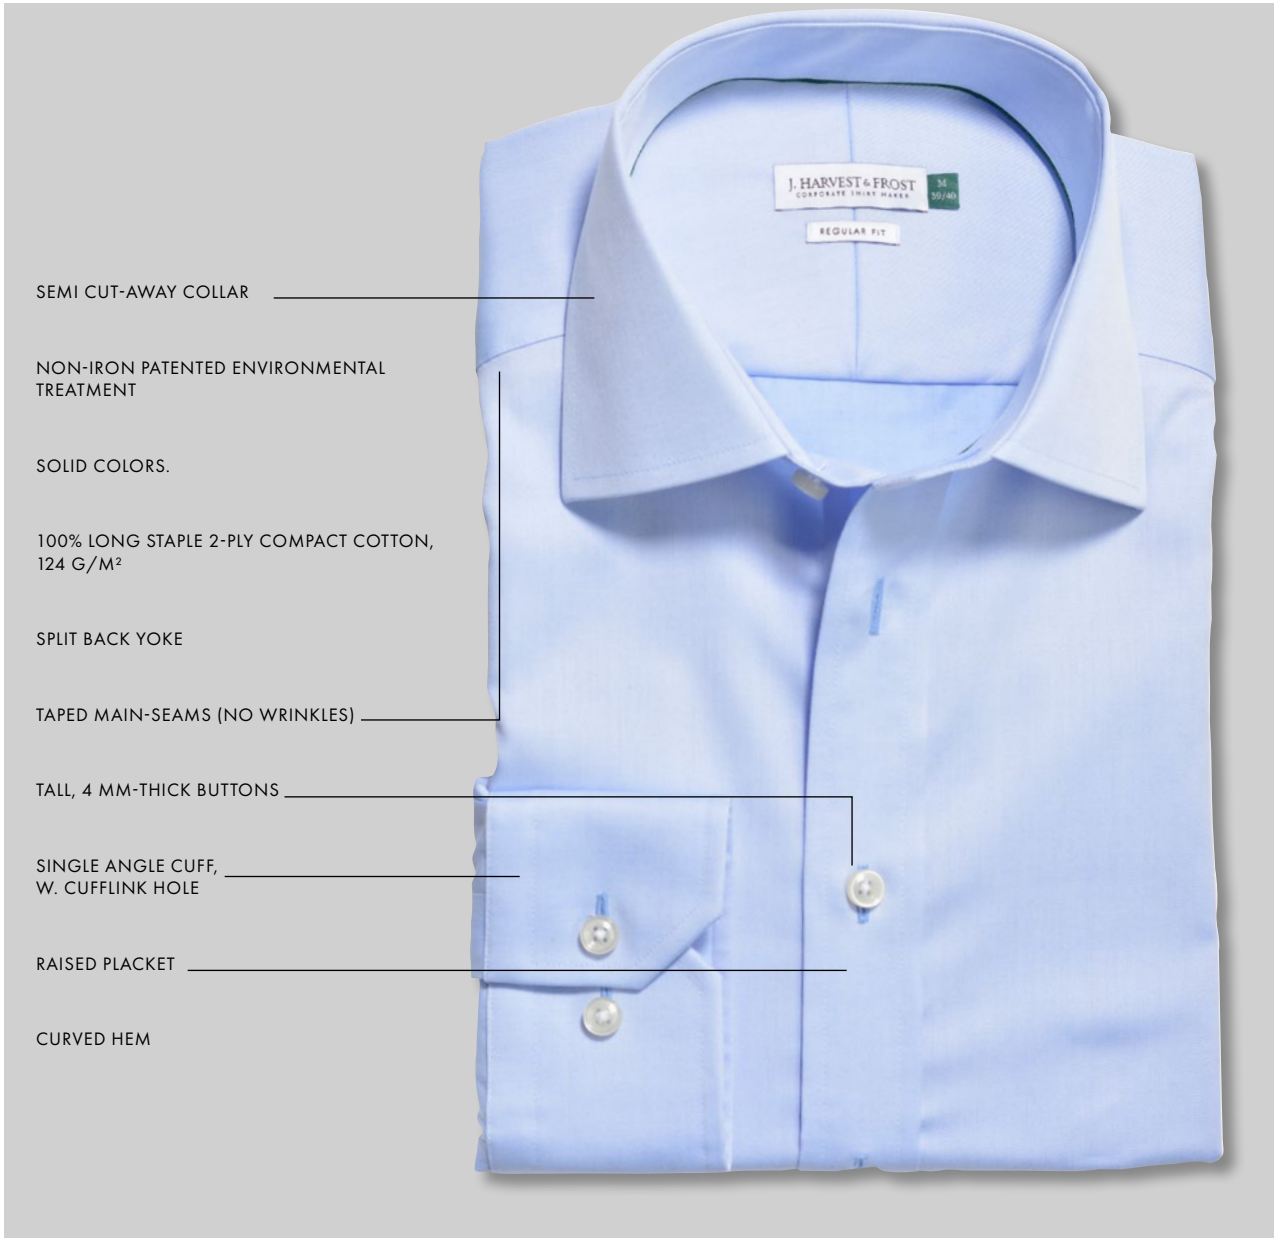 J. HARVEST & FROST
CORPORATE SHIRT MAKER
M
39/40
REGULAR FIT
SEMI CUT-AWAY COLLAR
NON-IRON PATENTED ENVIRONMENTAL
TREATMENT
SOLID COLORS.
100% LONG STAPLE 2-PLY COMPACT COTTON,
124 G/M²
SPLIT BACK YOKE
TAPED MAIN-SEAMS (NO WRINKLES)
TALL, 4 MM-THICK BUTTONS
SINGLE ANGLE CUFF,
W. CUFFLINK HOLE
RAISED PLACKET
CURVED HEM